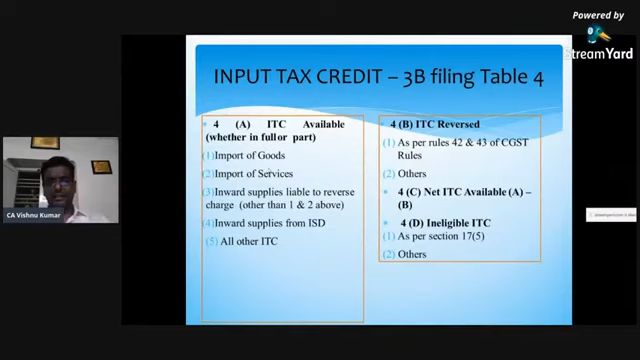 Powered by
StreamYard
INPUT TAX CREDIT – 3B filing Table 4
4 (A) ITC Available
(whether in full or part)
(1)Import of Goods
(2)Import of Services
(3)Inward supplies liable to reverse
charge (other than 1 & 2 above)
(4)Inward supplies from ISD
(5) All other ITC
4 (B) ITC Reversed
(1) As per rules 42 & 43 of CGST
Rules
(2) Others
4 (C) Net ITC Available (A) –
(B)
4 (D) Ineligible ITC
(1) As per section 17(5)
(2) Others
CA Vishnu Kumar